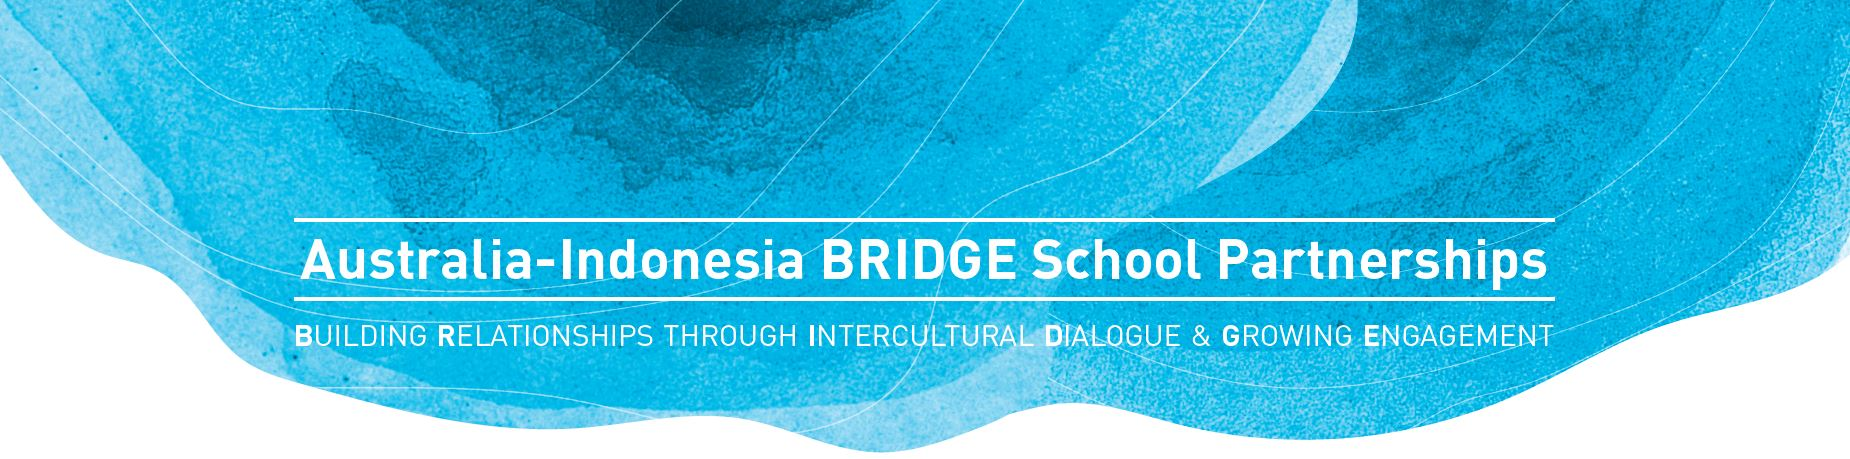 Australia-Indonesia BRIDGE School Partnerships
BUILDING RELATIONSHIPS THROUGH INTERCULTURAL DIALOGUE & GROWING ENGAGEMENT